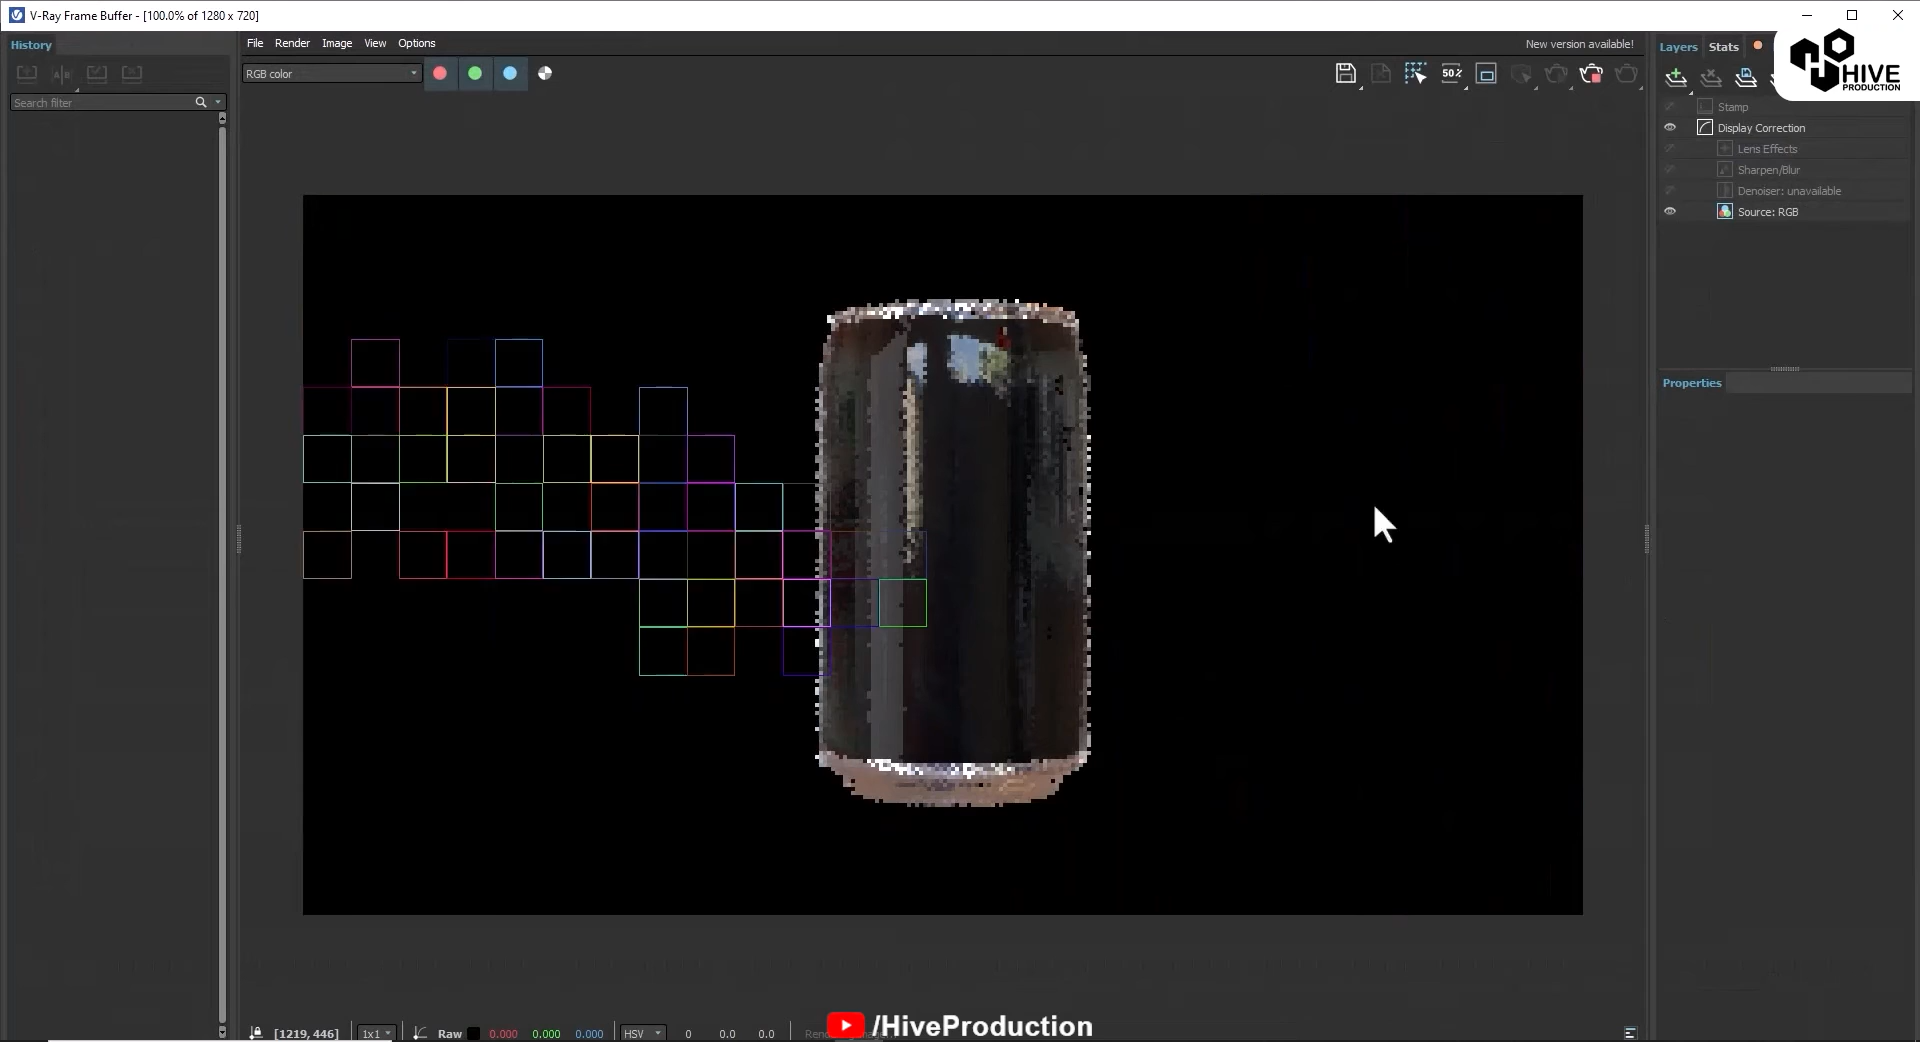 V-Ray Frame Buffer - [100.0% of 1280 x 720]
History
File Render Image View Options
New version available!
Layers Stats
HIVE
PRODUCTION
RGB color
50%
Search filter
Stamp
Display Correction
Lens Effects
Sharpen/Blur
Denoiser: unavailable
Source: RGB
Properties
[1219, 446] 1x1 Raw 0.000 0.000 0.000 HSV 0 0.0 0.0
/HiveProduction